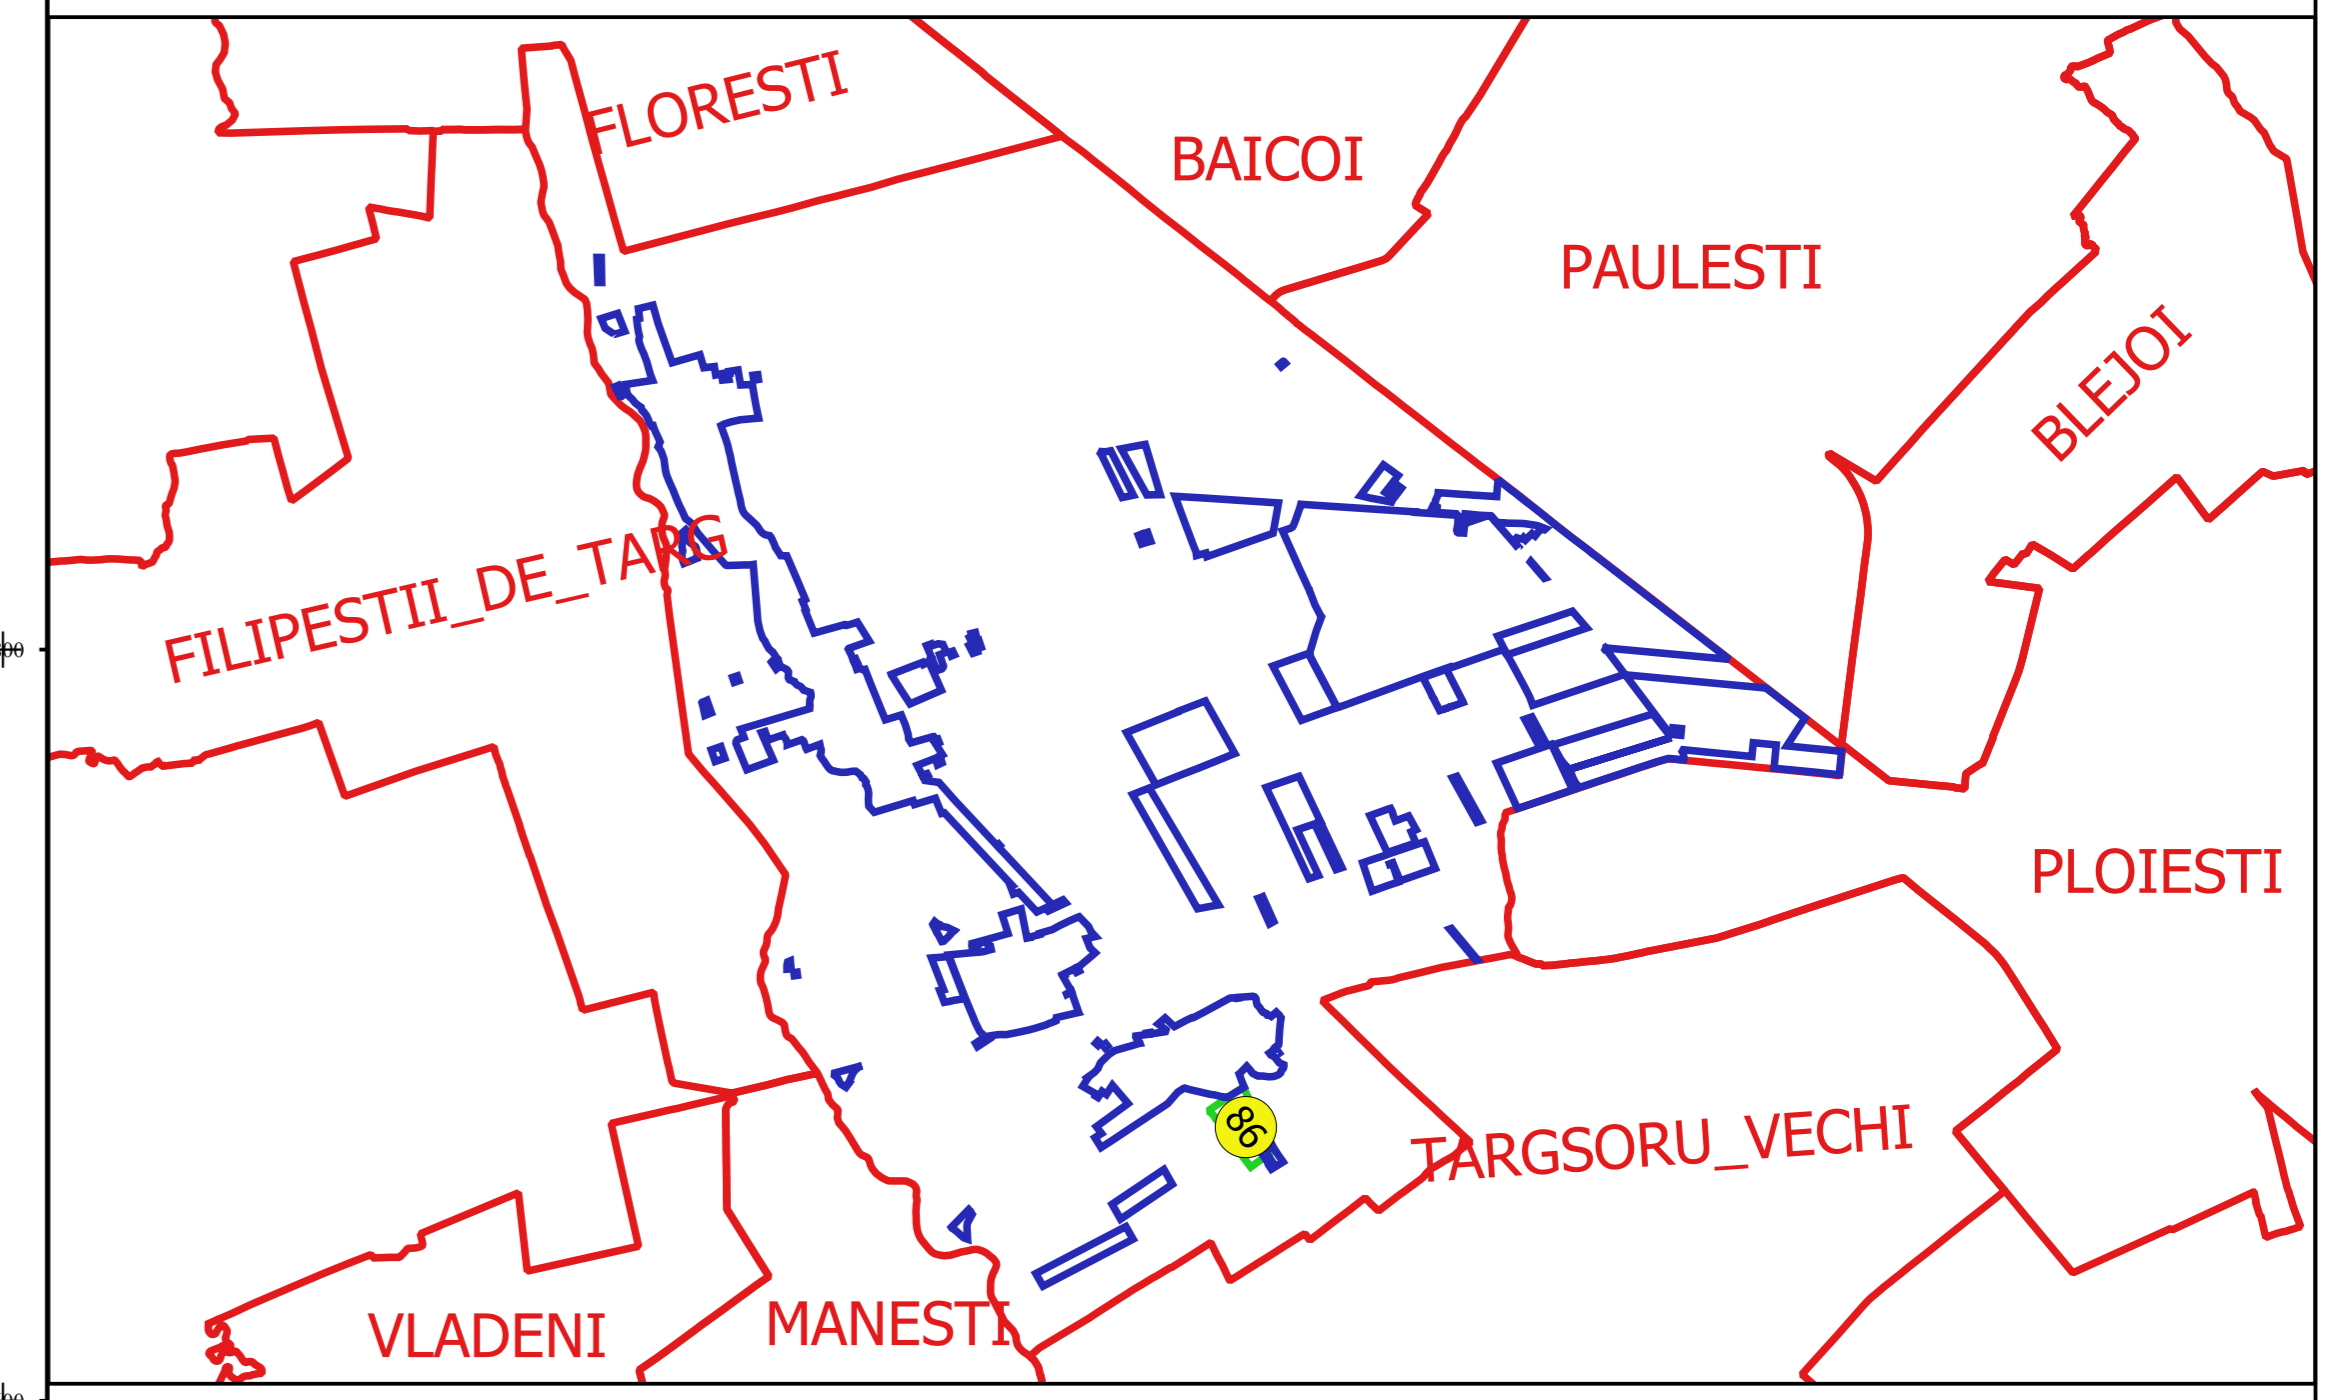 FLORESTI
BAICOI
PAULESTI
BLEJOI
FILIPESTII_DE_TARG
PLOIESTI
86
TARGSORU_VECHI
MANESTI
VLADENI